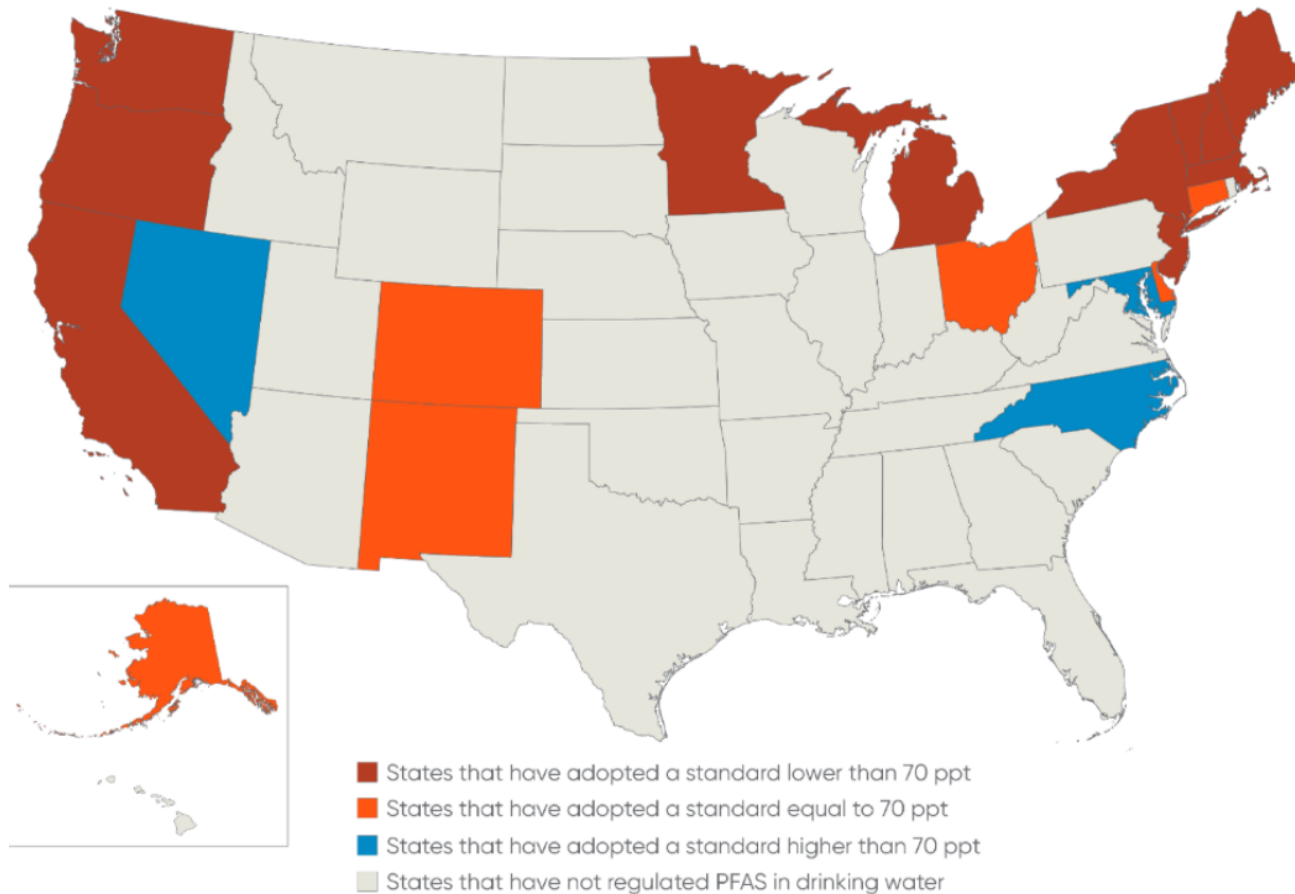 States that have adopted a standard lower than 70 ppt
States that have adopted a standard equal to 70 ppt
States that have adopted a standard higher than 70 ppt
States that have not regulated PFAS in drinking water